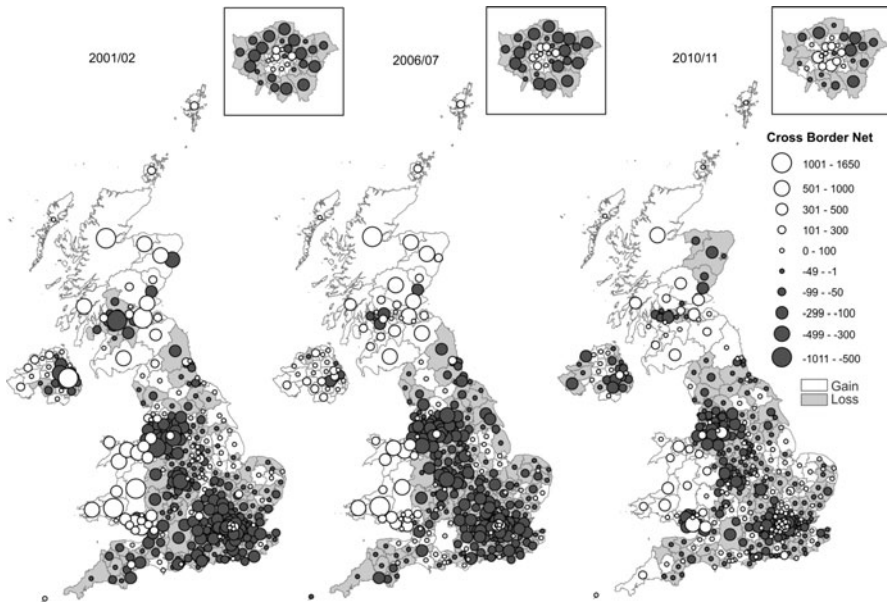 2001/02
2006/07
2010/11
Cross Border Net
1001 - 1650
501 - 1000
301 - 500
101 - 300
0 - 100
-49 - -1
-99 - -50
-299 - -100
-499 - -300
-1011 - -500
Gain
Loss